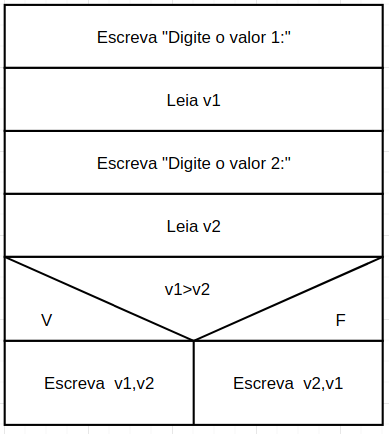 Escreva "Digite o valor 1:"
Leia v1
Escreva "Digite o valor 2:"
Leia v2
v1>v2
V
F
Escreva  v1,v2
Escreva  v2,v1